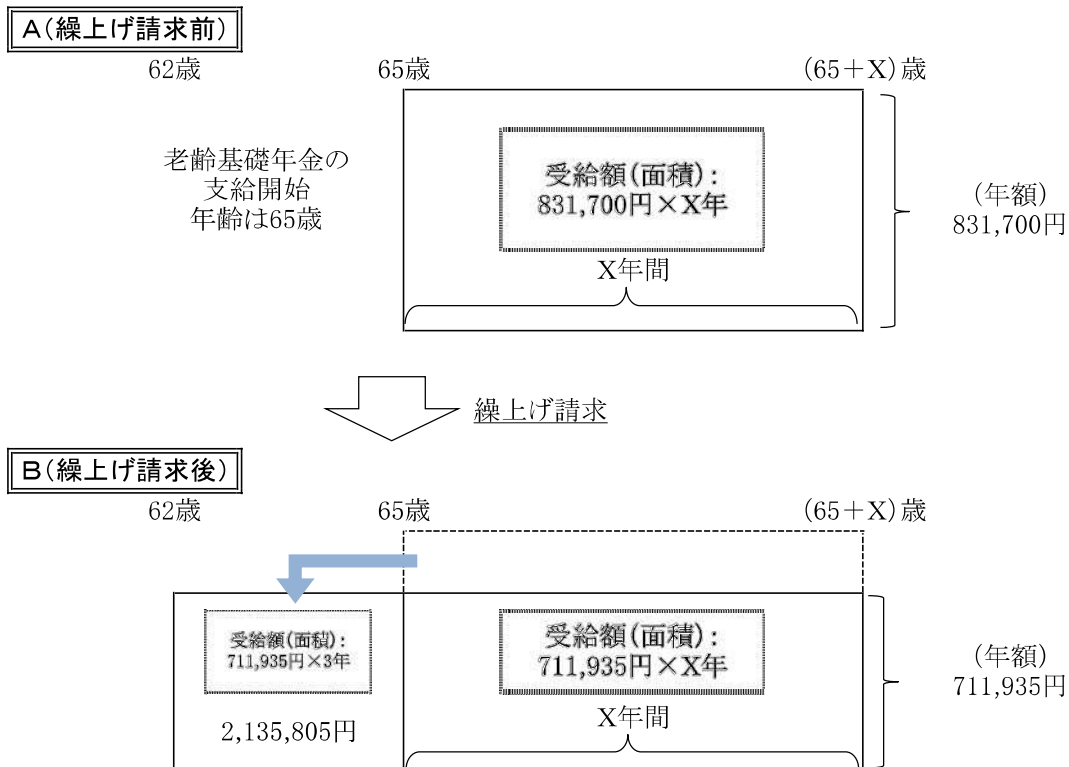 A(繰上げ請求前)
62歳
65歳
(65+X)歳
老齢基礎年金の
支給開始
年齢は65歳
受給額(面積):
831,700円×X年
X年間
(年額)
831,700円
繰上げ請求
B(繰上げ請求後)
62歳
65歳
(65+X)歳
受給額(面積):
711,935円×3年
2,135,805円
受給額(面積):
711,935円×X年
X年間
(年額)
711,935円